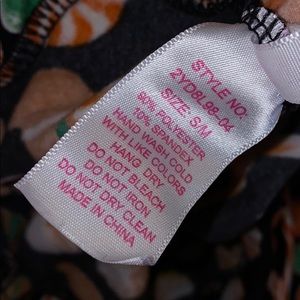 STYLE NO:
2YD8L98-04
SIZE: S/M
90% POLYESTER
10% SPANDEX
HAND WASH COLD
WITH LIKE COLORS
HANG DRY
DO NOT BLEACH
DO NOT IRON
DO NOT DRY CLEAN
MADE IN CHINA